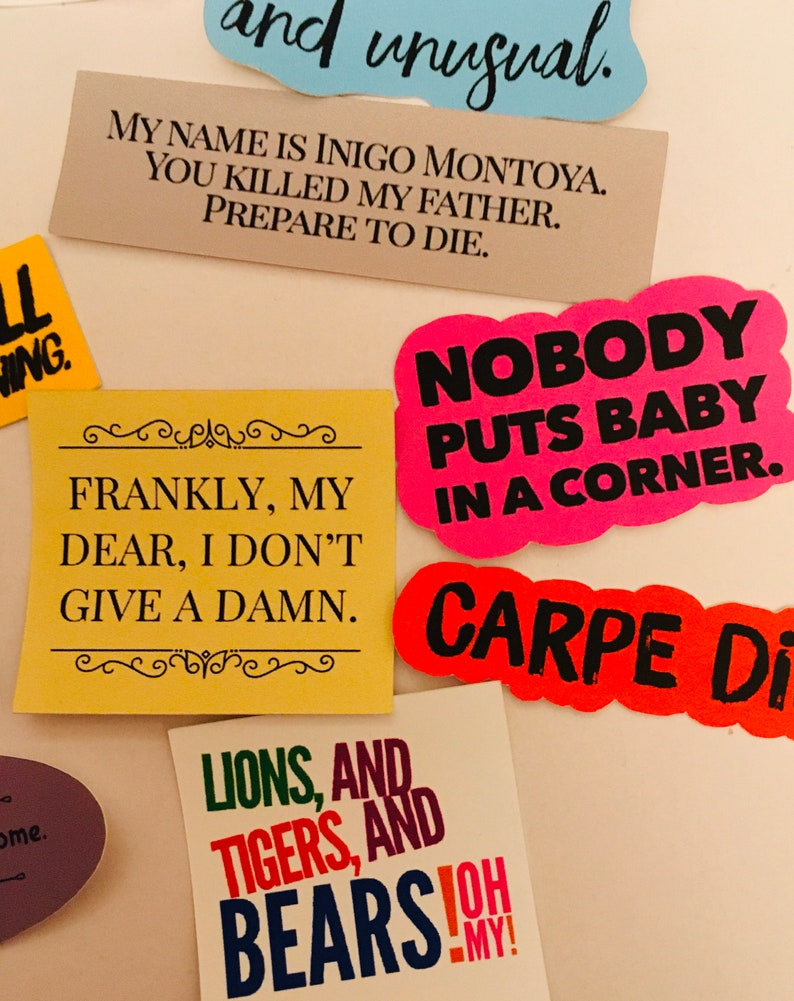 and unusual.
MY NAME IS INIGO MONTOYA.
YOU KILLED MY FATHER.
PREPARE TO DIE.
NOBODY
PUTS BABY
IN A CORNER.
FRANKLY, MY
DEAR, I DON'T
GIVE A DAMN.
CARPE
LIONS, AND
TIGERS, AND
BEARS!
OH
MY!